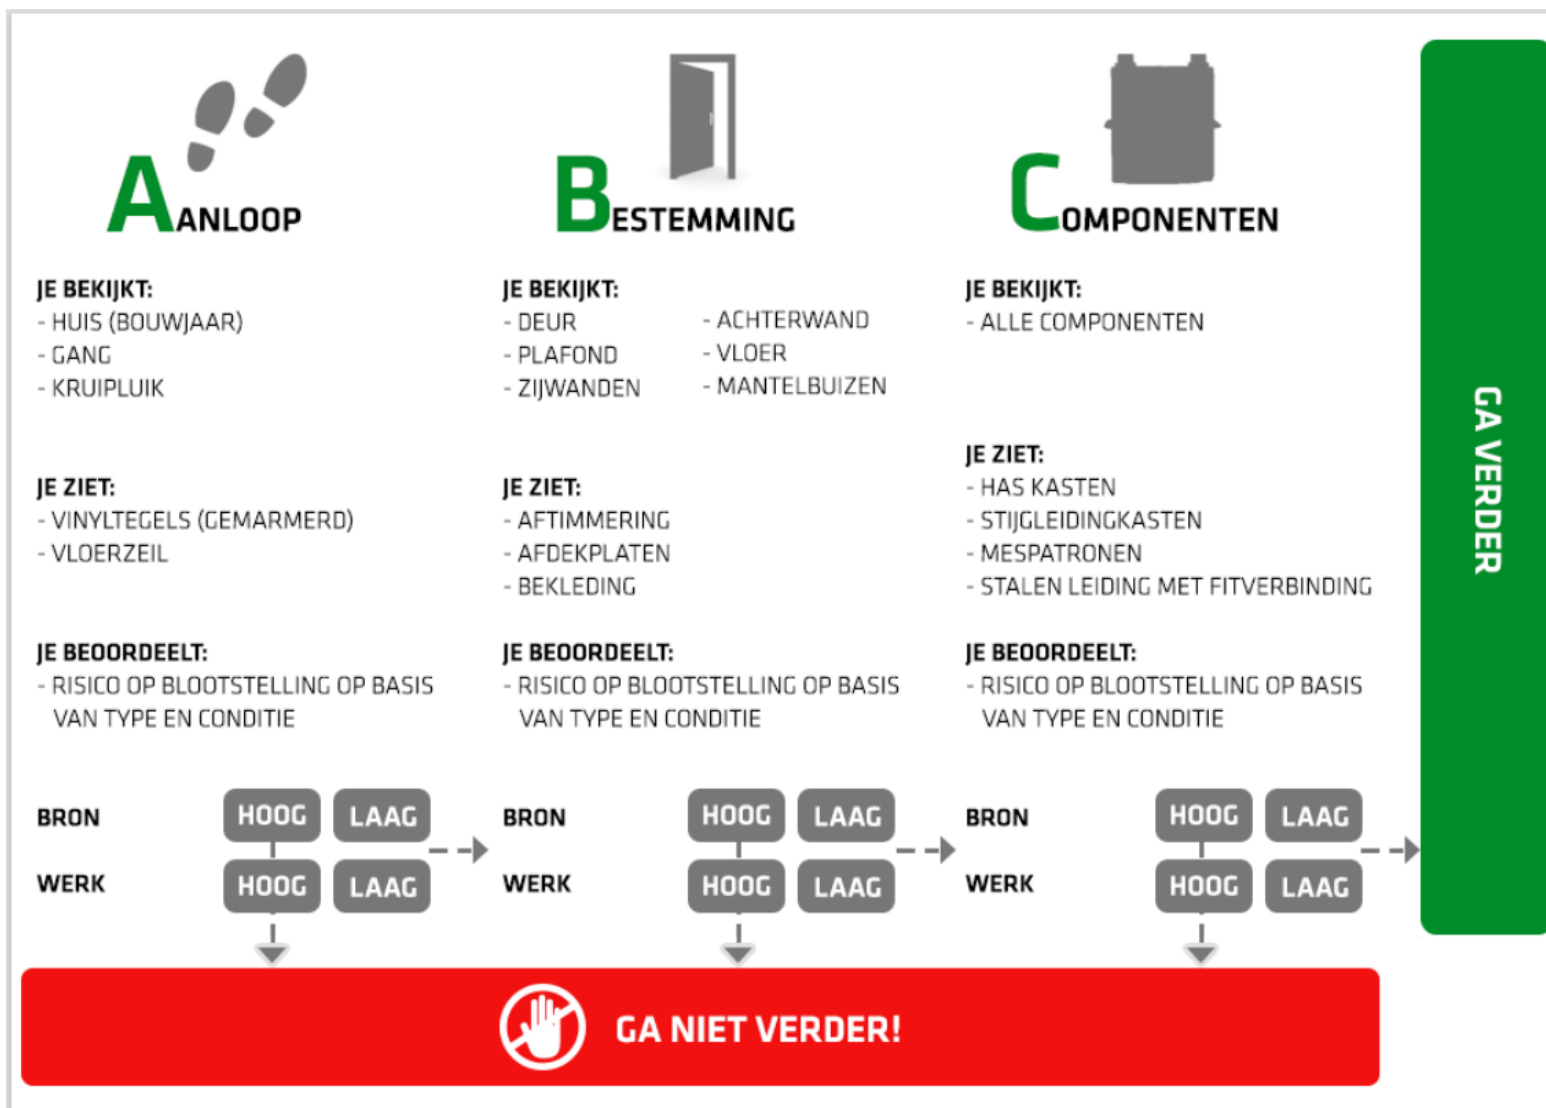 AANLOOP
JE BEKIJKT:
- HUIS (BOUWJAAR)
- GANG
- KRUIPLUIK
JE ZIET:
- VINYLTEGELS (GEMARMERD)
- VLOERZEIL
JE BEOORDEELT:
- RISICO OP BLOOTSTELLING OP BASIS
VAN TYPE EN CONDITIE
BRON HOOG LAAG
WERK HOOG LAAG
BESTEMMING
JE BEKIJKT:
- DEUR
- PLAFOND
- ZIJWANDEN
- ACHTERWAND
- VLOER
- MANTELBUIZEN
JE ZIET:
- AFTIMMERING
- AFDEKPLATEN
- BEKLEDING
JE BEOORDEELT:
- RISICO OP BLOOTSTELLING OP BASIS
VAN TYPE EN CONDITIE
BRON HOOG LAAG
WERK HOOG LAAG
COMPONENTEN
JE BEKIJKT:
- ALLE COMPONENTEN
JE ZIET:
- HAS KASTEN
- STIJGLEIDINGKASTEN
- MESPATRONEN
- STALEN LEIDING MET FITVERBINDING
JE BEOORDEELT:
- RISICO OP BLOOTSTELLING OP BASIS
VAN TYPE EN CONDITIE
BRON HOOG LAAG
WERK HOOG LAAG
GA VERDER
GA NIET VERDER!